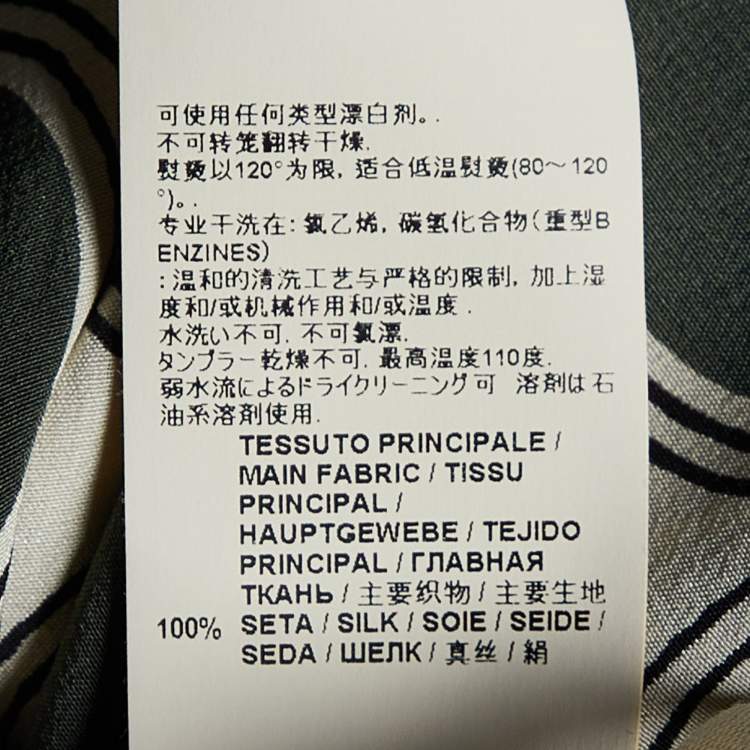 可使用任何类型漂白剂。.
不可转笼翻转干燥.
熨烫以120°为限, 适合低温熨烫(80～120
°)。.
专业干洗在: 氯乙烯, 碳氢化合物（重型B
ENZINES）
: 温和的清洗工艺与严格的限制, 加上湿
度和/或机械作用和/或温度 .
水洗い不可. 不可氯漂.
タンブラー乾燥不可. 最高温度110度.
弱水流によるドライクリーニング可 溶剤は石
油系溶剤使用.
TESSUTO PRINCIPALE /
MAIN FABRIC / TISSU
PRINCIPAL /
HAUPTGEWEBE / TEJIDO
PRINCIPAL / ГЛАВНАЯ
ТКАНЬ / 主要织物 / 主要生地
100% SETA / SILK / SOIE / SEIDE /
SEDA / ШЕЛК / 真丝 / 絹